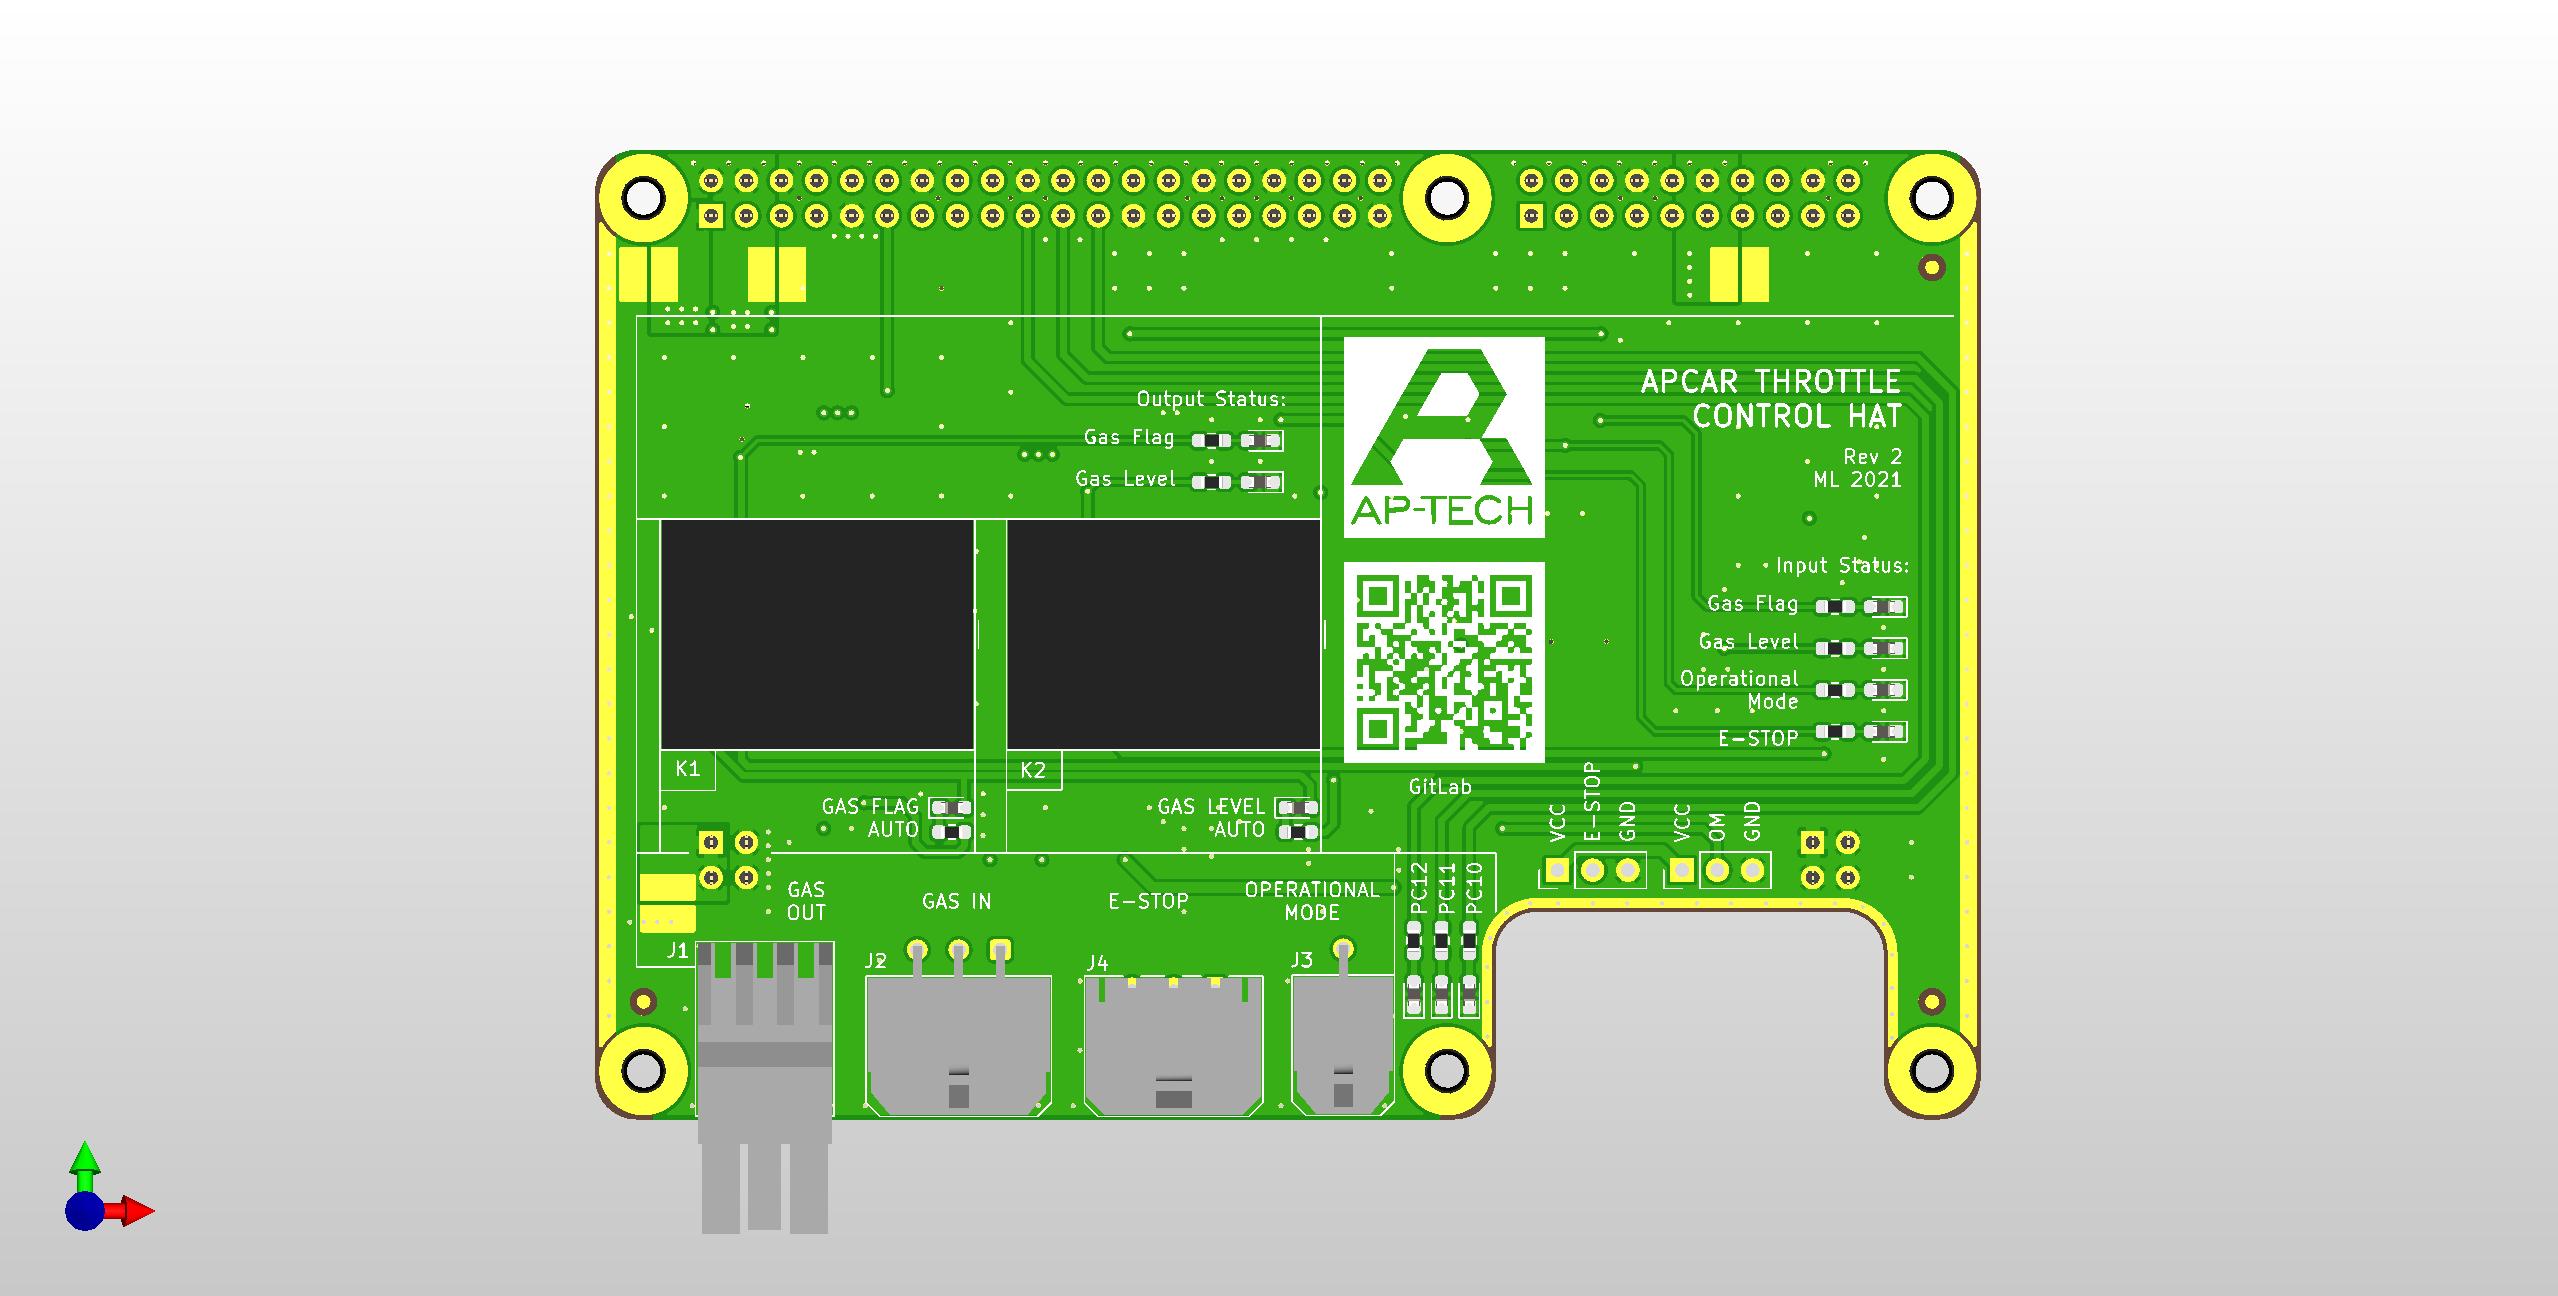 APCAR THROTTLE
CONTROL HAT
Rev 2
ML 2021
Output Status:
Gas Flag
Gas Level
AP-TECH
Input Status:
Gas Flag
Gas Level
Operational
Mode
E-STOP
K1
K2
GitLab
GAS FLAG
AUTO
GAS LEVEL
AUTO
VCC
E-STOP
GND
VCC
OM
GND
PC12
PC11
PC10
GAS
OUT
GAS IN
E-STOP
OPERATIONAL
MODE
J1
J2
J4
J3